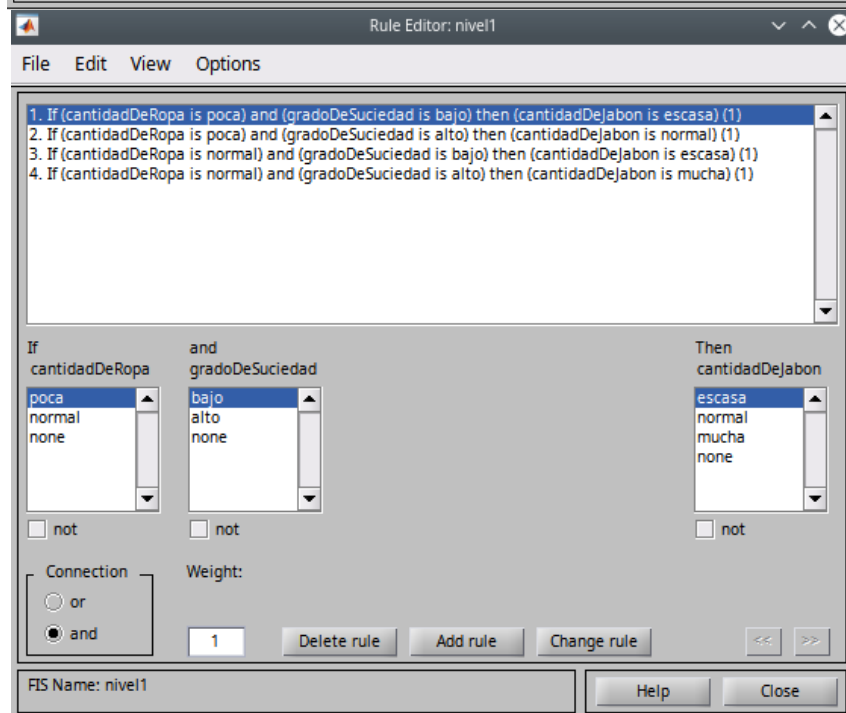 Rule Editor: nivel1
File Edit View Options
1. If (cantidadDeRopa is poca) and (gradoDeSuciedad is bajo) then (cantidadDeJabon is escasa) (1)
2. If (cantidadDeRopa is poca) and (gradoDeSuciedad is alto) then (cantidadDeJabon is normal) (1)
3. If (cantidadDeRopa is normal) and (gradoDeSuciedad is bajo) then (cantidadDeJabon is escasa) (1)
4. If (cantidadDeRopa is normal) and (gradoDeSuciedad is alto) then (cantidadDeJabon is mucha) (1)
If and Then
cantidadDeRopa gradoDeSuciedad cantidadDeJabon
poca bajo escasa
normal alto normal
none none mucha
none
not not not
Connection Weight:
or
and 1 Delete rule Add rule Change rule << >>
FIS Name: nivel1 Help Close